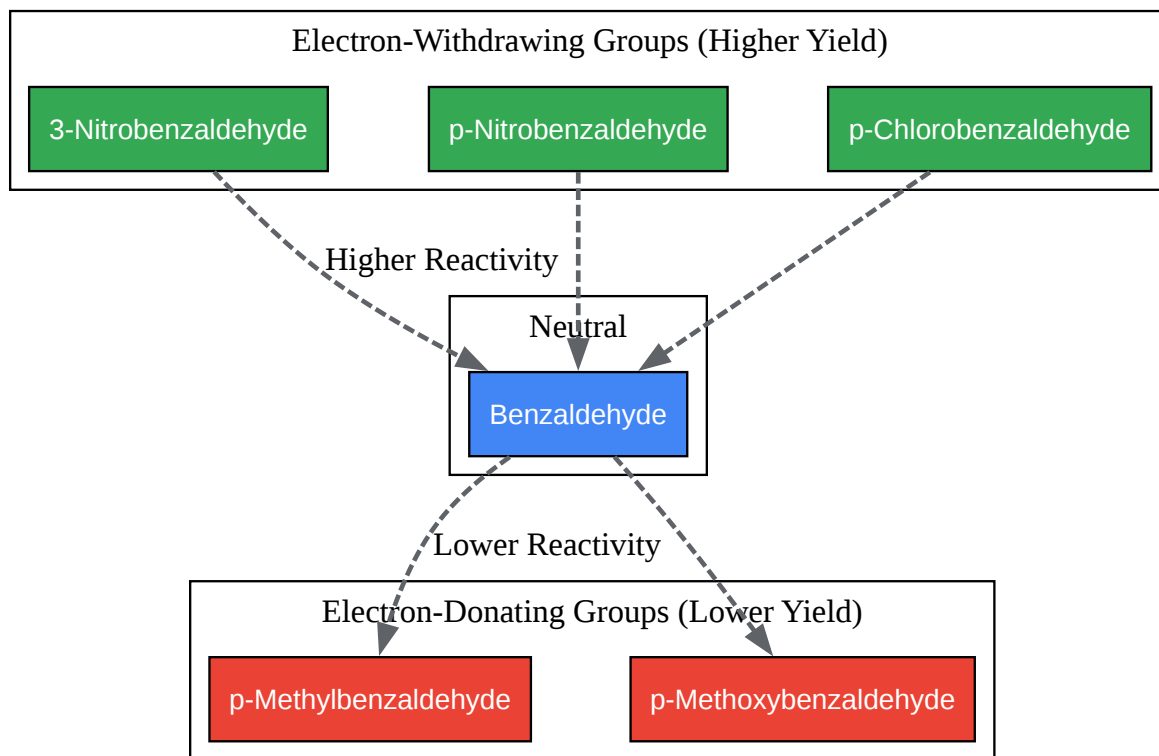 Electron-Withdrawing Groups (Higher Yield)
3-Nitrobenzaldehyde
p-Nitrobenzaldehyde
p-Chlorobenzaldehyde
Higher Reactivity
Neutral
Benzaldehyde
Lower Reactivity
Electron-Donating Groups (Lower Yield)
p-Methylbenzaldehyde
p-Methoxybenzaldehyde